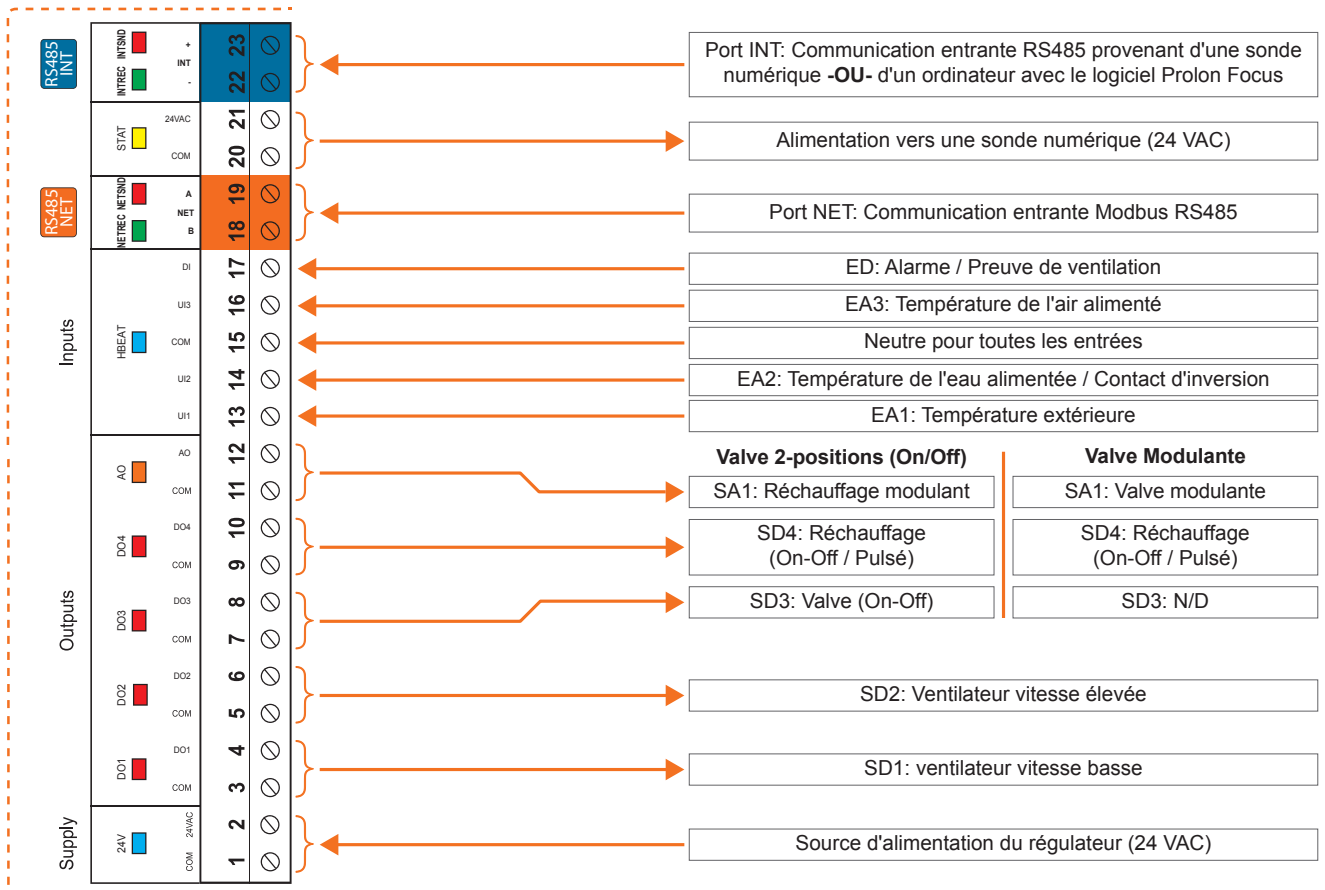 RS485
INT
INTREC INTSND
+
INT
-
23
22
Port INT: Communication entrante RS485 provenant d'une sonde
numérique -OU- d'un ordinateur avec le logiciel Prolon Focus
STAT
24VAC
COM
21
20
Alimentation vers une sonde numérique (24 VAC)
RS485
NET
NETREC NETSND
A
NET
B
19
18
Port NET: Communication entrante Modbus RS485
Inputs
HBEAT
DI
17
ED: Alarme / Preuve de ventilation
UI3
16
EA3: Température de l'air alimenté
COM
15
Neutre pour toutes les entrées
UI2
14
EA2: Température de l'eau alimentée / Contact d'inversion
UI1
13
EA1: Température extérieure
Outputs
Valve 2-positions (On/Off)
Valve Modulante
AO
AO
COM
12
11
SA1: Réchauffage modulant
SA1: Valve modulante
DO4
DO4
COM
10
9
SD4: Réchauffage
(On-Off / Pulsé)
SD4: Réchauffage
(On-Off / Pulsé)
DO3
DO3
COM
8
7
SD3: Valve (On-Off)
SD3: N/D
DO2
DO2
COM
6
5
SD2: Ventilateur vitesse élevée
DO1
DO1
COM
4
3
SD1: ventilateur vitesse basse
Supply
24V
COM 24VAC
2
1
Source d'alimentation du régulateur (24 VAC)